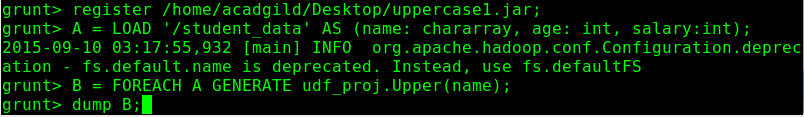 grunt> register /home/acadgild/Desktop/uppercase1.jar;
grunt> A = LOAD '/student_data' AS (name: chararray, age: int, salary:int);
2015-09-10 03:17:55,932 [main] INFO  org.apache.hadoop.conf.Configuration.deprec
ation - fs.default.name is deprecated. Instead, use fs.defaultFS
grunt> B = FOREACH A GENERATE udf_proj.Upper(name);
grunt> dump B;